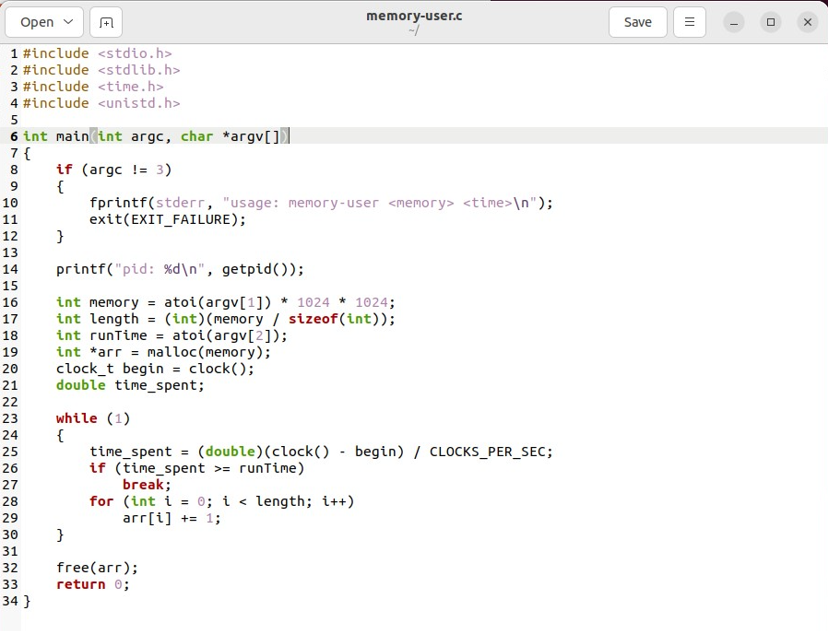 Open
memory-user.c
~/
Save
1 #include <stdio.h>
2 #include <stdlib.h>
3 #include <time.h>
4 #include <unistd.h>
5
6 int main(int argc, char *argv[])
7 {
8     if (argc != 3)
9     {
10         fprintf(stderr, "usage: memory-user <memory> <time>\n");
11         exit(EXIT_FAILURE);
12     }
13
14     printf("pid: %d\n", getpid());
15
16     int memory = atoi(argv[1]) * 1024 * 1024;
17     int length = (int)(memory / sizeof(int));
18     int runTime = atoi(argv[2]);
19     int *arr = malloc(memory);
20     clock_t begin = clock();
21     double time_spent;
22
23     while (1)
24     {
25         time_spent = (double)(clock() - begin) / CLOCKS_PER_SEC;
26         if (time_spent >= runTime)
27             break;
28         for (int i = 0; i < length; i++)
29             arr[i] += 1;
30     }
31
32     free(arr);
33     return 0;
34 }